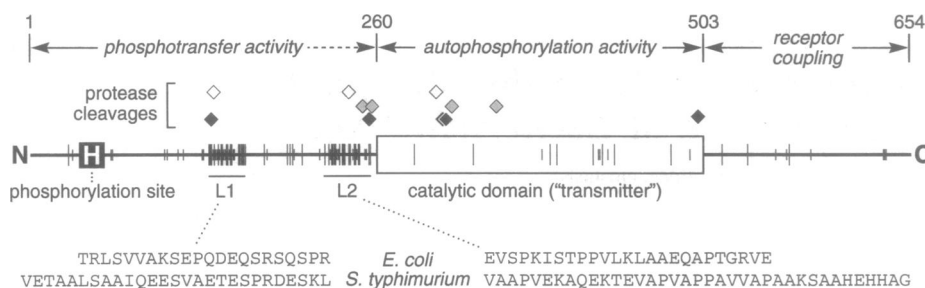 1 260 503 654
phosphotransfer activity autophosphorylation activity receptor
coupling
protease
cleavages
N H C
phosphorylation site L1 L2 catalytic domain (“transmitter”)
TRLSVVAKSEPQDEQSRSQSPR E. coli EVSPKISTPPVLKLAAEQAPTGRVE
VETAALSAAIQEESVAETESPRDESKL S. typhimurium VAAPVEKAQEKTEVAPVAPPAVVAPAAKSAAHEHHAG